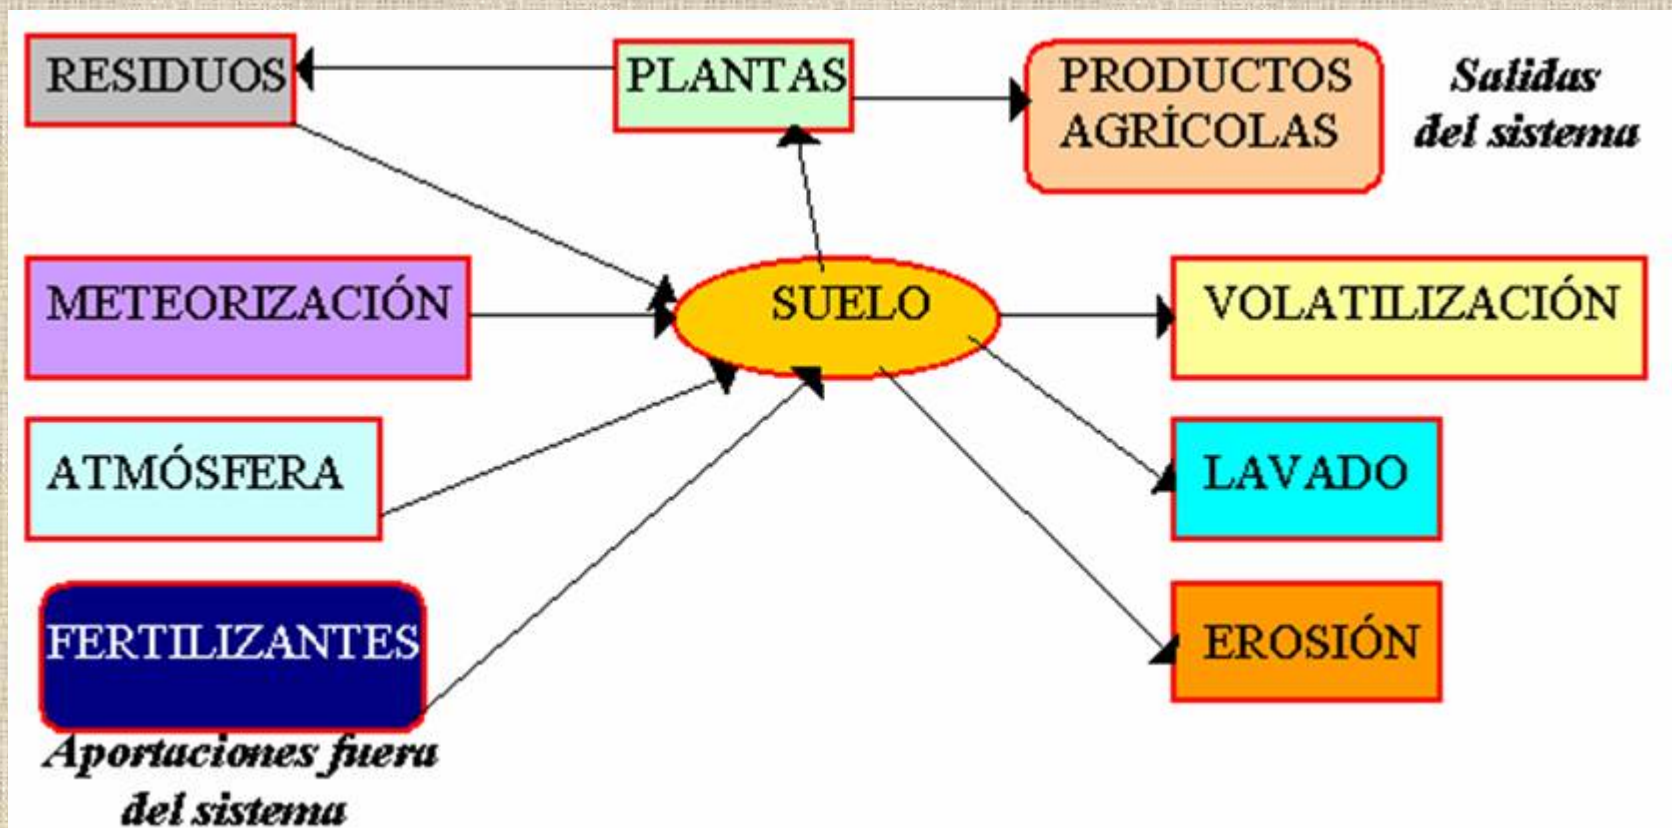 RESIDUOS
PLANTAS
PRODUCTOS
AGRÍCOLAS
Salidas
del sistema
METEORIZACIÓN
SUELO
VOLATILIZACIÓN
ATMÓSFERA
LAVADO
FERTILIZANTES
EROSIÓN
Aportaciones fuera
del sistema